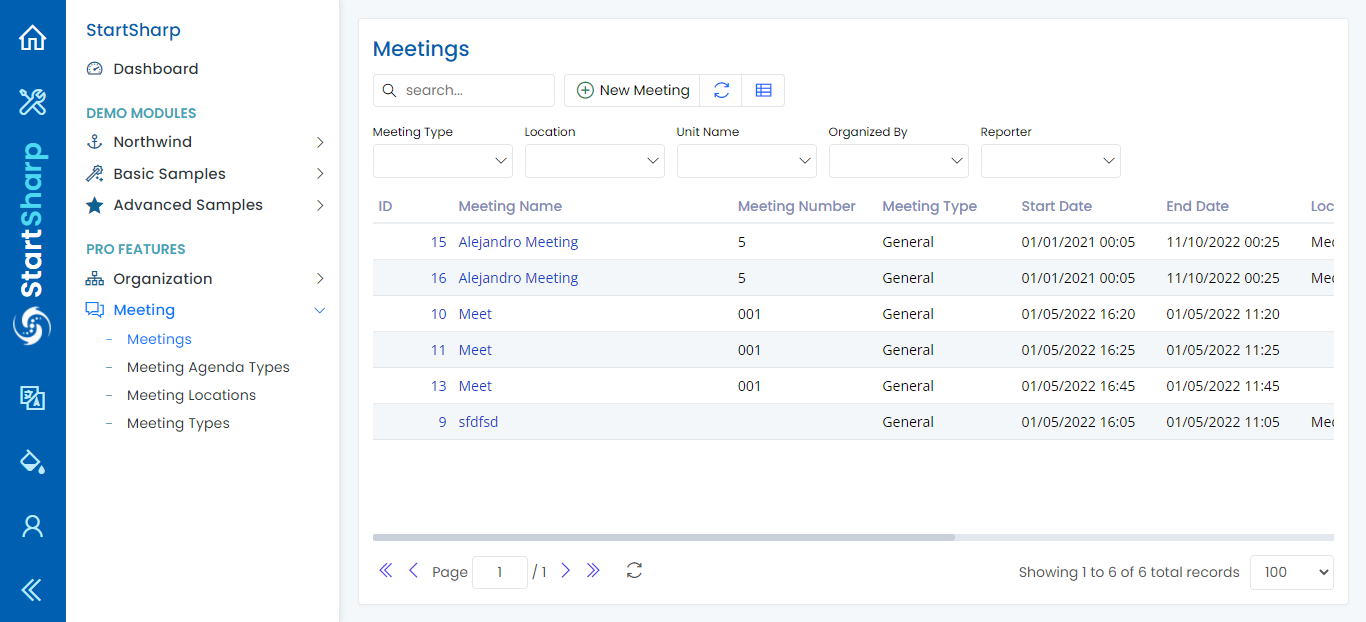 StartSharp
StartSharp
Dashboard
DEMO MODULES
Northwind
Basic Samples
Advanced Samples
PRO FEATURES
Organization
Meeting
Meetings
Meeting Agenda Types
Meeting Locations
Meeting Types
Meetings
search...
New Meeting
Meeting Type Location Unit Name Organized By Reporter
ID Meeting Name Meeting Number Meeting Type Start Date End Date Loc
15 Alejandro Meeting 5 General 01/01/2021 00:05 11/10/2022 00:25 Med
16 Alejandro Meeting 5 General 01/01/2021 00:05 11/10/2022 00:25 Med
10 Meet 001 General 01/05/2022 16:20 01/05/2022 11:20
11 Meet 001 General 01/05/2022 16:25 01/05/2022 11:25
13 Meet 001 General 01/05/2022 16:45 01/05/2022 11:45
9 sfdfsd General 01/05/2022 16:05 01/05/2022 11:05 Med
Page 1 / 1 Showing 1 to 6 of 6 total records 100